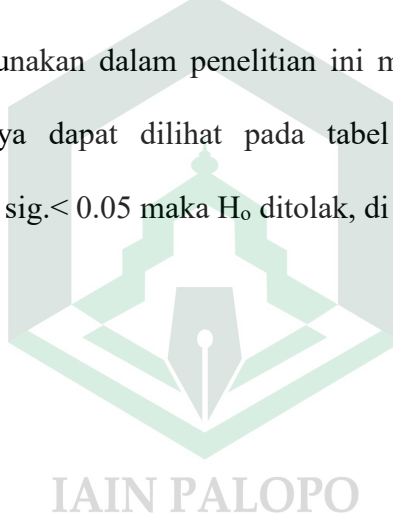 unakan dalam penelitian ini m
ya dapat dilihat pada tabel
sig.< 0.05 maka Hₒ ditolak, di
IAIN PALOPO